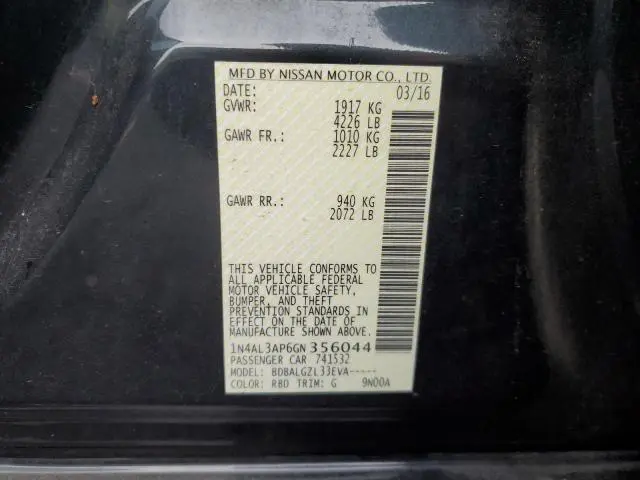 MFD BY NISSAN MOTOR CO., LTD.
DATE: 03/16
GVWR: 1917 KG
4226 LB
GAWR FR.: 1010 KG
2227 LB
GAWR RR.: 940 KG
2072 LB
THIS VEHICLE CONFORMS TO
ALL APPLICABLE FEDERAL
MOTOR VEHICLE SAFETY,
BUMPER, AND THEFT
PREVENTION STANDARDS IN
EFFECT ON THE DATE OF
MANUFACTURE SHOWN ABOVE.
1N4AL3AP6GN356044
PASSENGER CAR 741532
MODEL: BDBALGZL33EVA-----
COLOR: RBD TRIM: G 9N00A